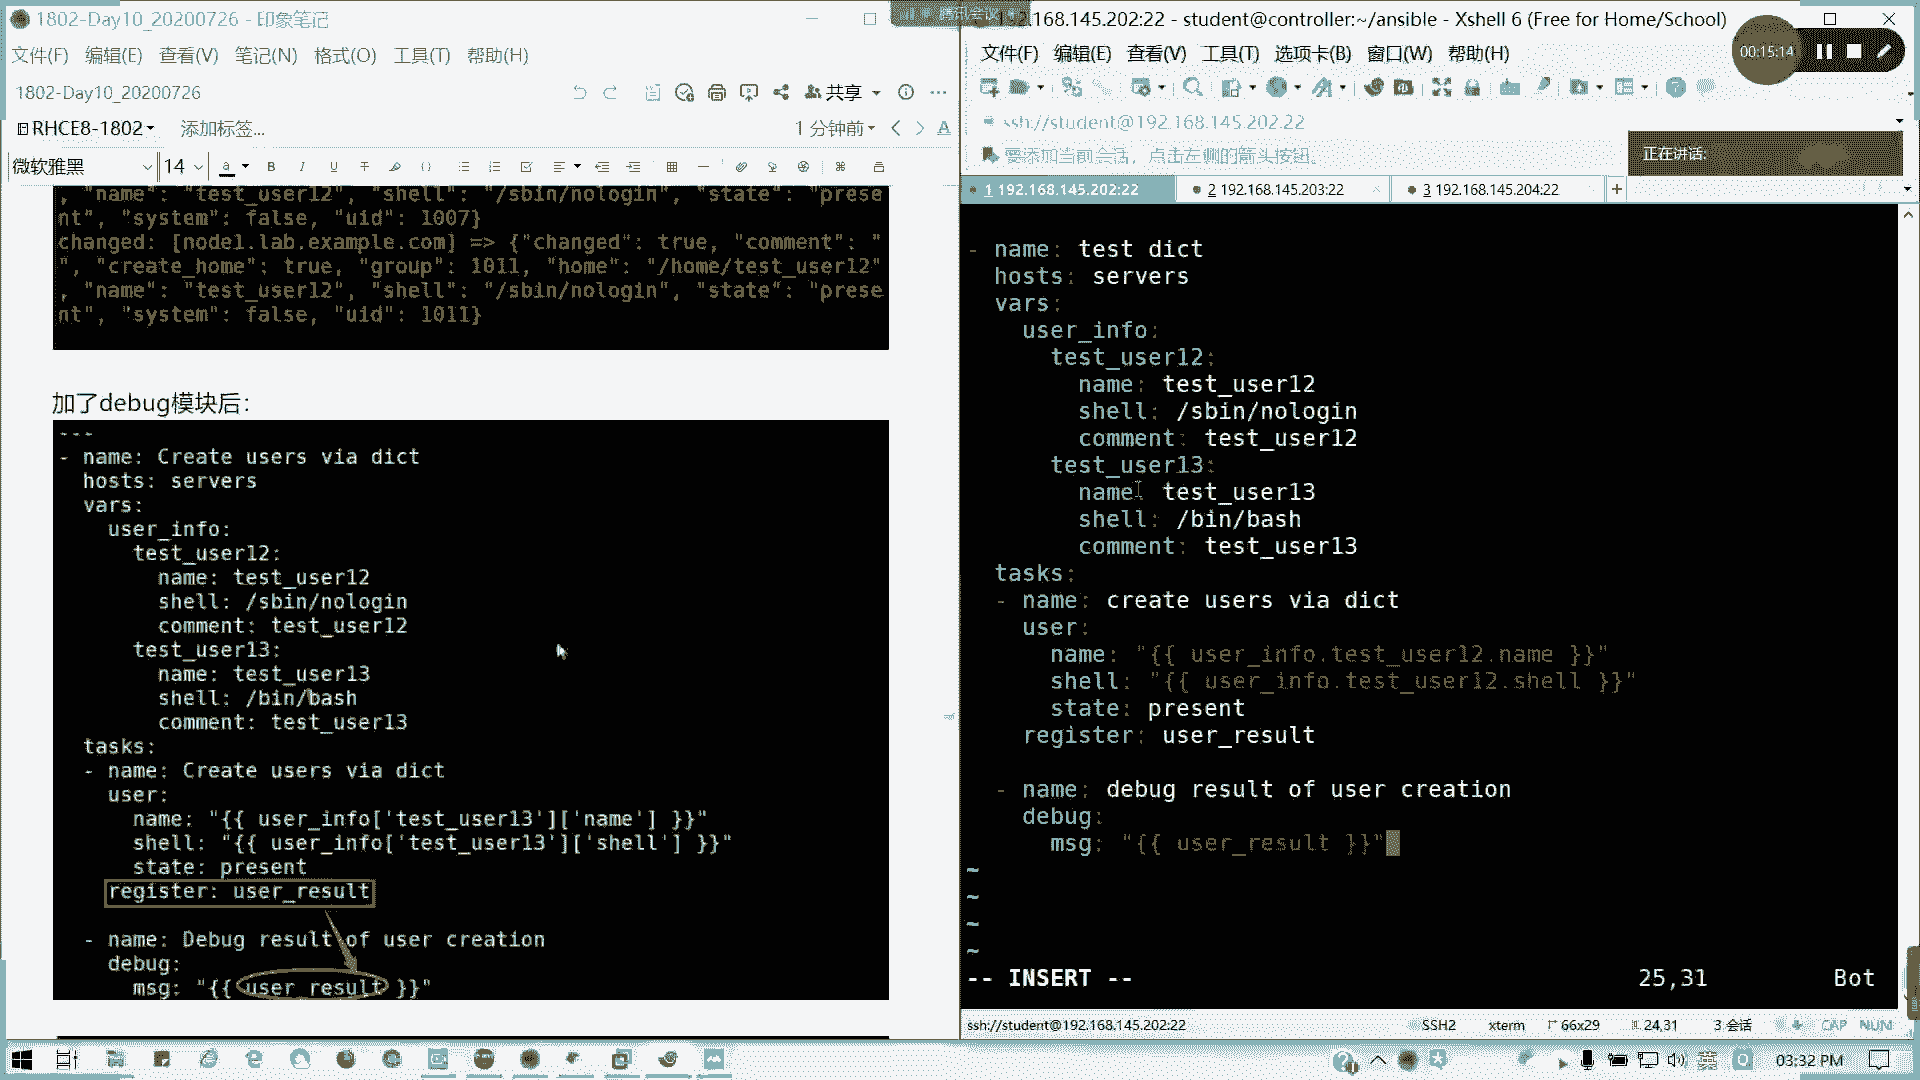 1802-Day10_20200726 - 印象笔记
文件(F) 编辑(E) 查看(V) 笔记(N) 格式(O) 工具(T) 帮助(H)
1802-Day10_20200726
共享
RHCE8-1802
添加标签...
1 分钟前
微软雅黑
14
, "name": "test_user12", "shell": "/sbin/nologin", "state": "prese
nt", "system": false, "uid": 1007}
changed: [node1.lab.example.com] => {"changed": true, "comment": "
", "create_home": true, "group": 1011, "home": "/home/test_user12"
, "name": "test_user12", "shell": "/sbin/nologin", "state": "prese
nt", "system": false, "uid": 1011}
加了debug模块后:
---
- name: Create users via dict
hosts: servers
vars:
user_info:
test_user12:
name: test_user12
shell: /sbin/nologin
comment: test_user12
test_user13:
name: test_user13
shell: /bin/bash
comment: test_user13
tasks:
- name: Create users via dict
user:
name: "{{ user_info['test_user13']['name'] }}"
shell: "{{ user_info['test_user13']['shell'] }}"
state: present
register: user_result
- name: Debug result of user creation
debug:
msg: "{{ user_result }}"
腾讯会议
.168.145.202:22 - student@controller:~/ansible - Xshell 6 (Free for Home/School)
文件(F) 编辑(E) 查看(V) 工具(T) 选项卡(B) 窗口(W) 帮助(H)
00:15:14
ssh://student@192.168.145.202:22
要添加当前会话，点击左侧的箭头按钮。
正在讲话:
1 192.168.145.202:22
2 192.168.145.203:22
3 192.168.145.204:22
- name: test dict
hosts: servers
vars:
user_info:
test_user12:
name: test_user12
shell: /sbin/nologin
comment: test_user12
test_user13:
name: test_user13
shell: /bin/bash
comment: test_user13
tasks:
- name: create users via dict
user:
name: "{{ user_info.test_user12.name }}"
shell: "{{ user_info.test_user12.shell }}"
state: present
register: user_result
- name: debug result of user creation
debug:
msg: "{{ user_result }}"
~
~
~
~
-- INSERT --
25,31
Bot
ssh://student@192.168.145.202:22
SSH2
xterm
66x29
24,31
3 会话
CAP NUM
英
03:32 PM